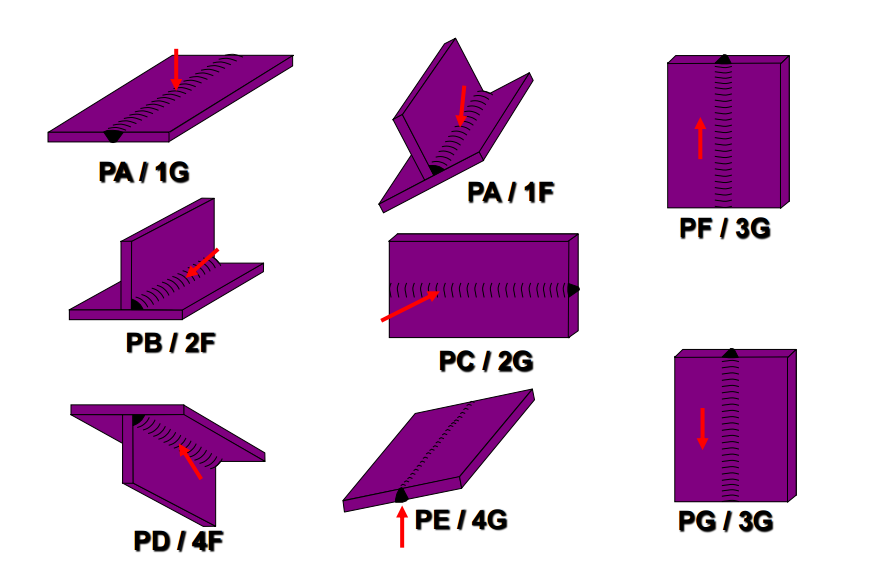 PA / 1G
PA / 1F
PF / 3G
PB / 2F
PC / 2G
PD / 4F
PE / 4G
PG / 3G